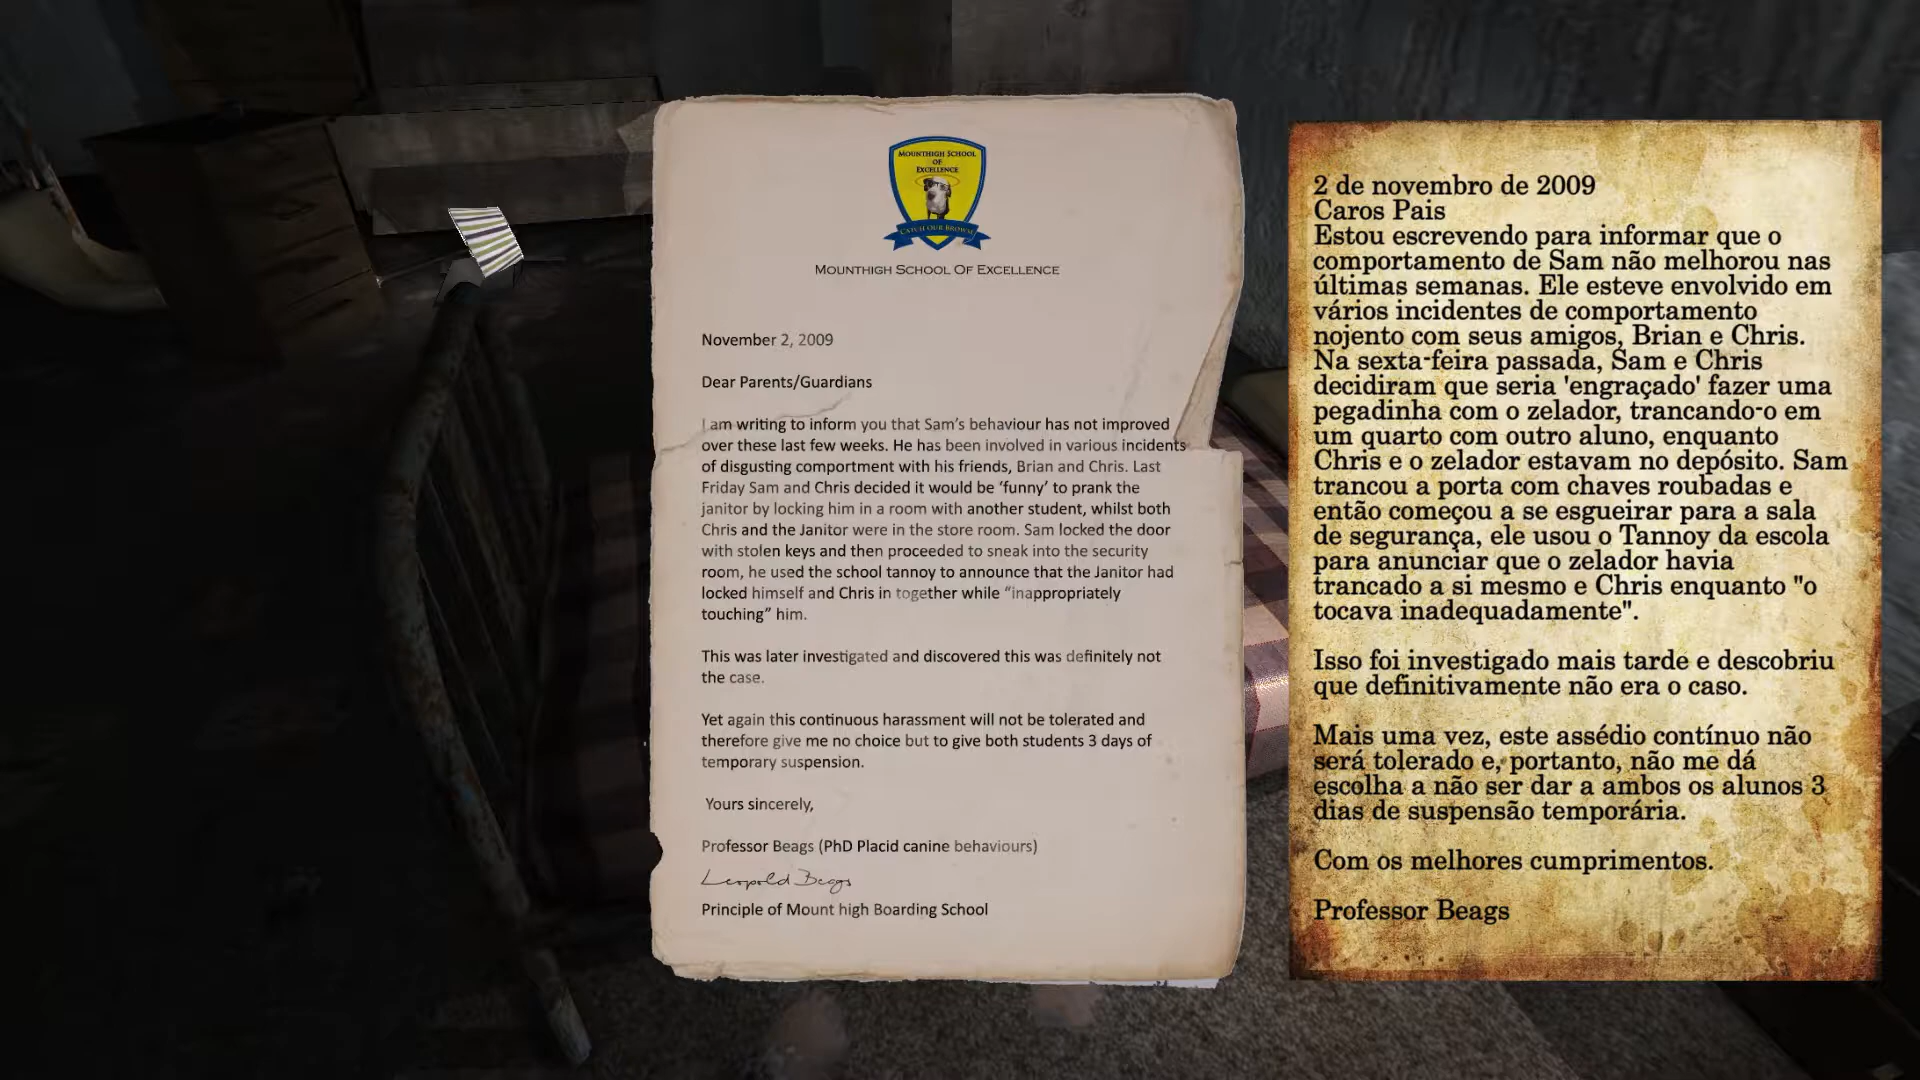 MOUNTHIGH SCHOOL
OF
EXCELLENCE
CATCH OUR BROWM
MOUNTHIGH SCHOOL OF EXCELLENCE
November 2, 2009
Dear Parents/Guardians
I am writing to inform you that Sam's behaviour has not improved
over these last few weeks. He has been involved in various incidents
of disgusting comportment with his friends, Brian and Chris. Last
Friday Sam and Chris decided it would be 'funny' to prank the
janitor by locking him in a room with another student, whilst both
Chris and the Janitor were in the store room. Sam locked the door
with stolen keys and then proceeded to sneak into the security
room, he used the school tannoy to announce that the Janitor had
locked himself and Chris in together while "inappropriately
touching" him.
This was later investigated and discovered this was definitely not
the case.
Yet again this continuous harassment will not be tolerated and
therefore give me no choice but to give both students 3 days of
temporary suspension.
Yours sincerely,
Professor Beags (PhD Placid canine behaviours)
Leopold Beags
Principle of Mount high Boarding School
2 de novembro de 2009
Caros Pais
Estou escrevendo para informar que o
comportamento de Sam não melhorou nas
últimas semanas. Ele esteve envolvido em
vários incidentes de comportamento
nojento com seus amigos, Brian e Chris.
Na sexta-feira passada, Sam e Chris
decidiram que seria 'engraçado' fazer uma
pegadinha com o zelador, trancando-o em
um quarto com outro aluno, enquanto
Chris e o zelador estavam no depósito. Sam
trancou a porta com chaves roubadas e
então começou a se esgueirar para a sala
de segurança, ele usou o Tannoy da escola
para anunciar que o zelador havia
trancado a si mesmo e Chris enquanto "o
tocava inadequadamente".
Isso foi investigado mais tarde e descobriu
que definitivamente não era o caso.
Mais uma vez, este assédio contínuo não
será tolerado e, portanto, não me dá
escolha a não ser dar a ambos os alunos 3
dias de suspensão temporária.
Com os melhores cumprimentos.
Professor Beags